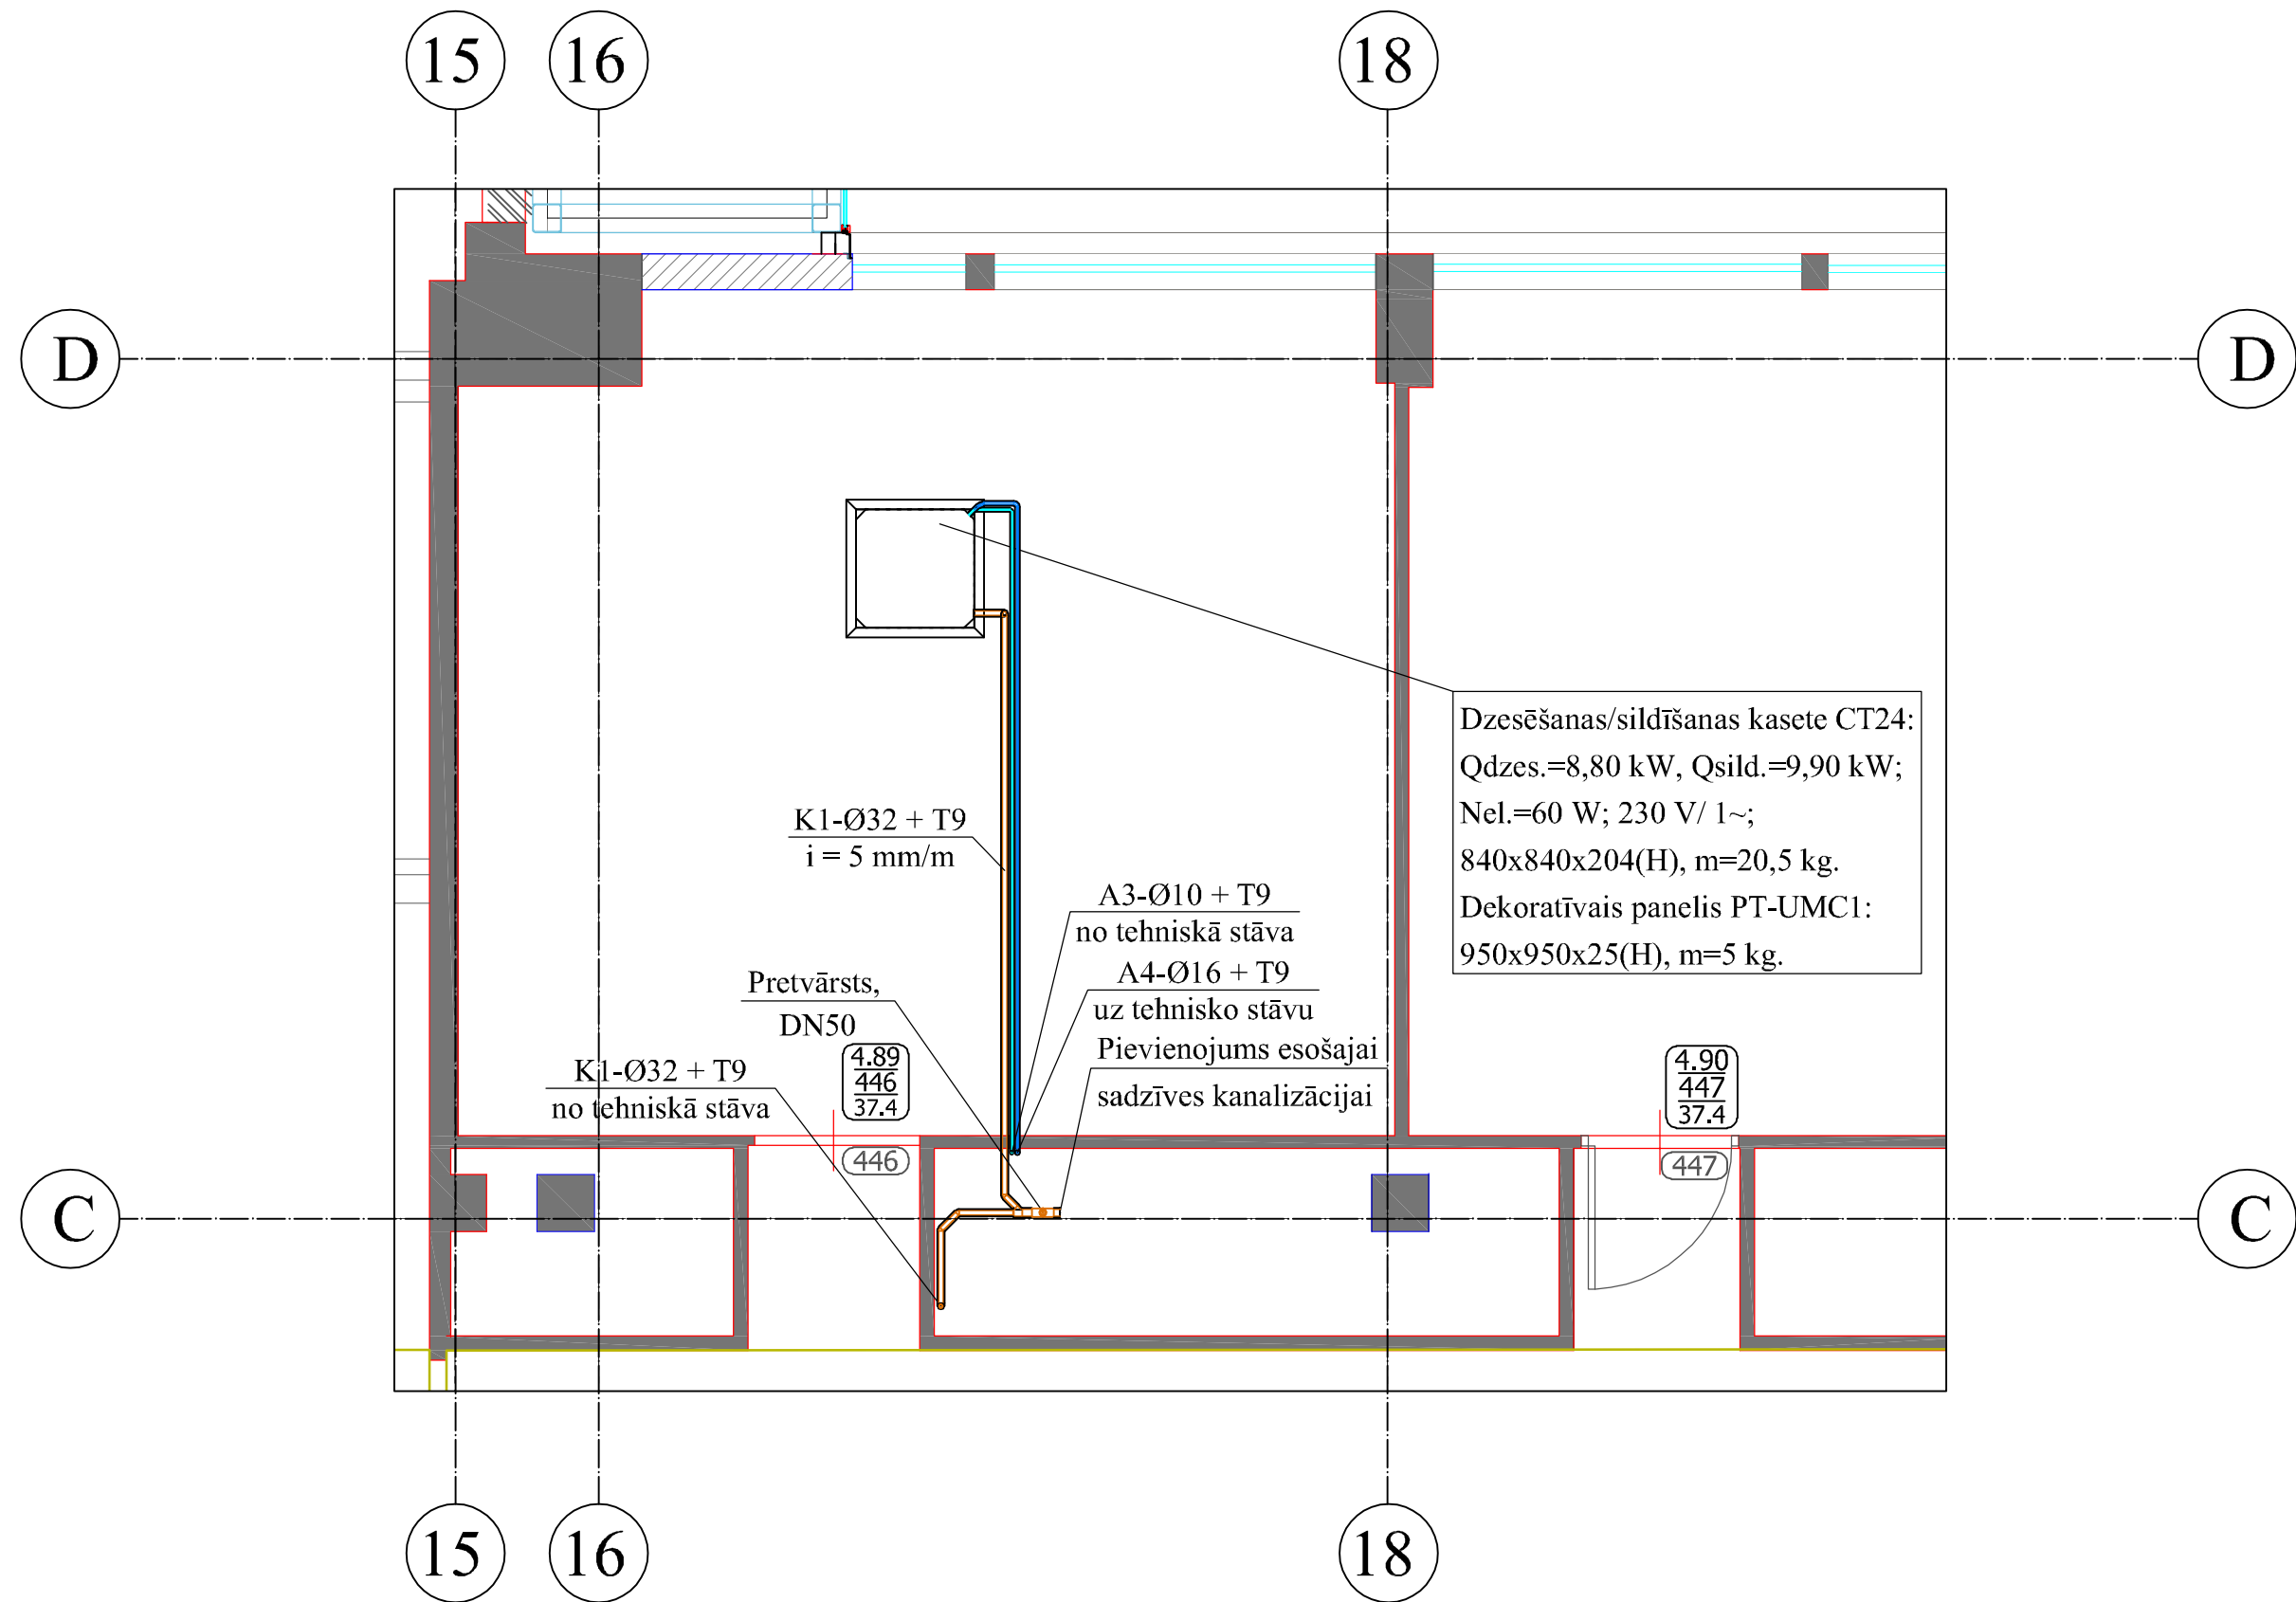 15
16
18
D
D
Dzesēšanas/sildīšanas kasete CT24:
Qdzes.=8,80 kW, Qsild.=9,90 kW;
Nel.=60 W; 230 V/ 1~;
840x840x204(H), m=20,5 kg.
Dekoratīvais panelis PT-UMC1:
950x950x25(H), m=5 kg.
K1-Ø32 + T9
i = 5 mm/m
A3-Ø10 + T9
no tehniskā stāva
A4-Ø16 + T9
uz tehnisko stāvu
Pretvārsts,
DN50
Pievienojums esošajai
sadzīves kanalizācijai
K1-Ø32 + T9
no tehniskā stāva
4.89
446
37.4
4.90
447
37.4
446
447
C
C
15
16
18